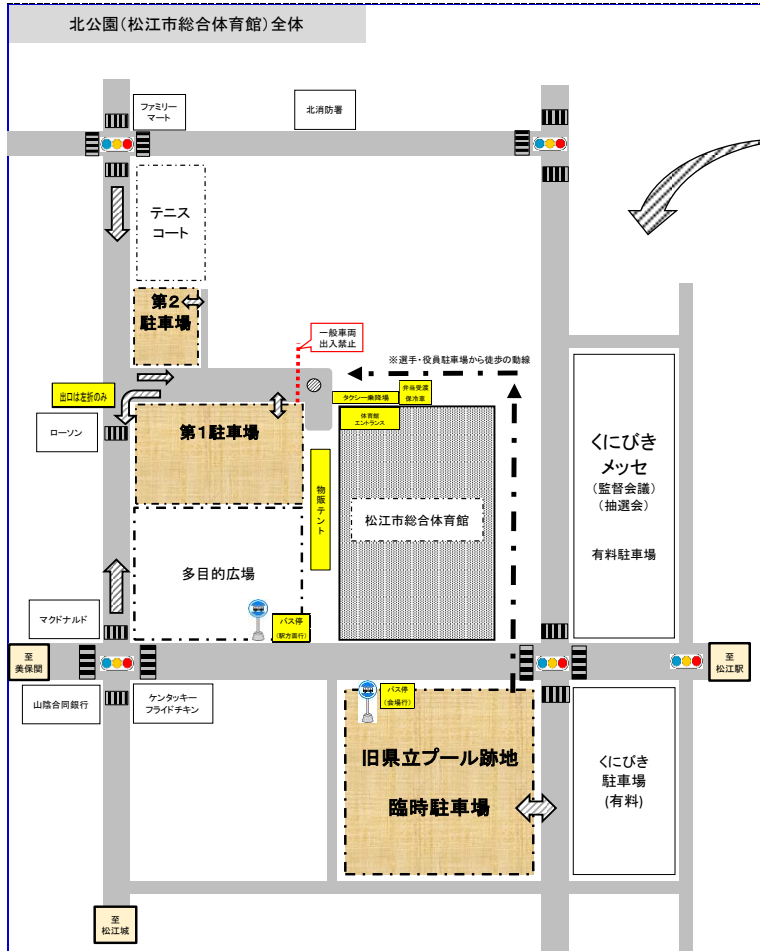 北公園(松江市総合体育館)全体
ファミリー
マート
北消防署
テニス
コート
第2
駐車場
一般車両
出入禁止
※選手・役員駐車場から徒歩の動線
出口は左折のみ
タクシー乗降場
弁当受渡
保冷車
体育館
エントランス
ローソン
第1駐車場
物販テント
松江市総合体育館
くにびき
メッセ
(監督会議)
(抽選会)
有料駐車場
多目的広場
マクドナルド
バス停
(駅方面行)
至
美保関
至
松江駅
山陰合同銀行
ケンタッキー
フライドチキン
バス停
(会場行)
旧県立プール跡地
臨時駐車場
くにびき
駐車場
(有料)
至
松江城